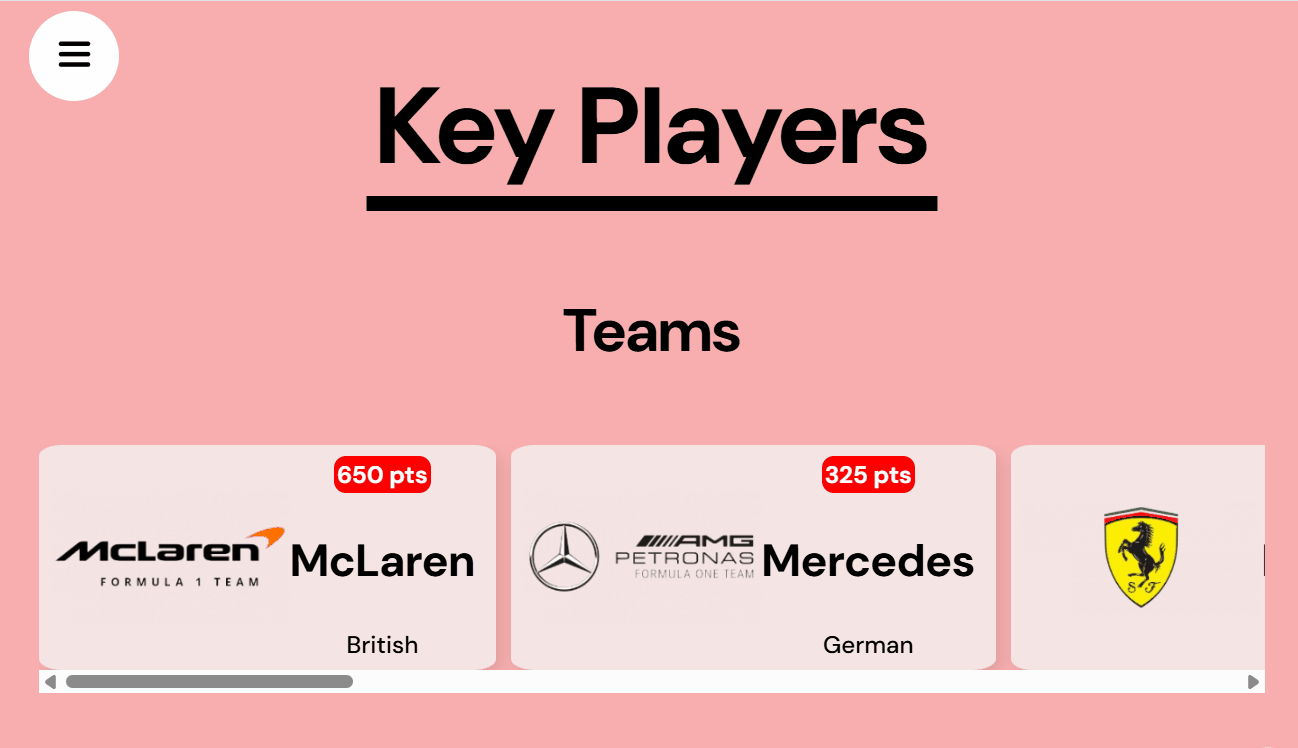 Key Players
Teams
650 pts
McLaren
FORMULA 1 TEAM
McLaren
British
325 pts
AMG
PETRONAS
FORMULA ONE TEAM
Mercedes
German
S F